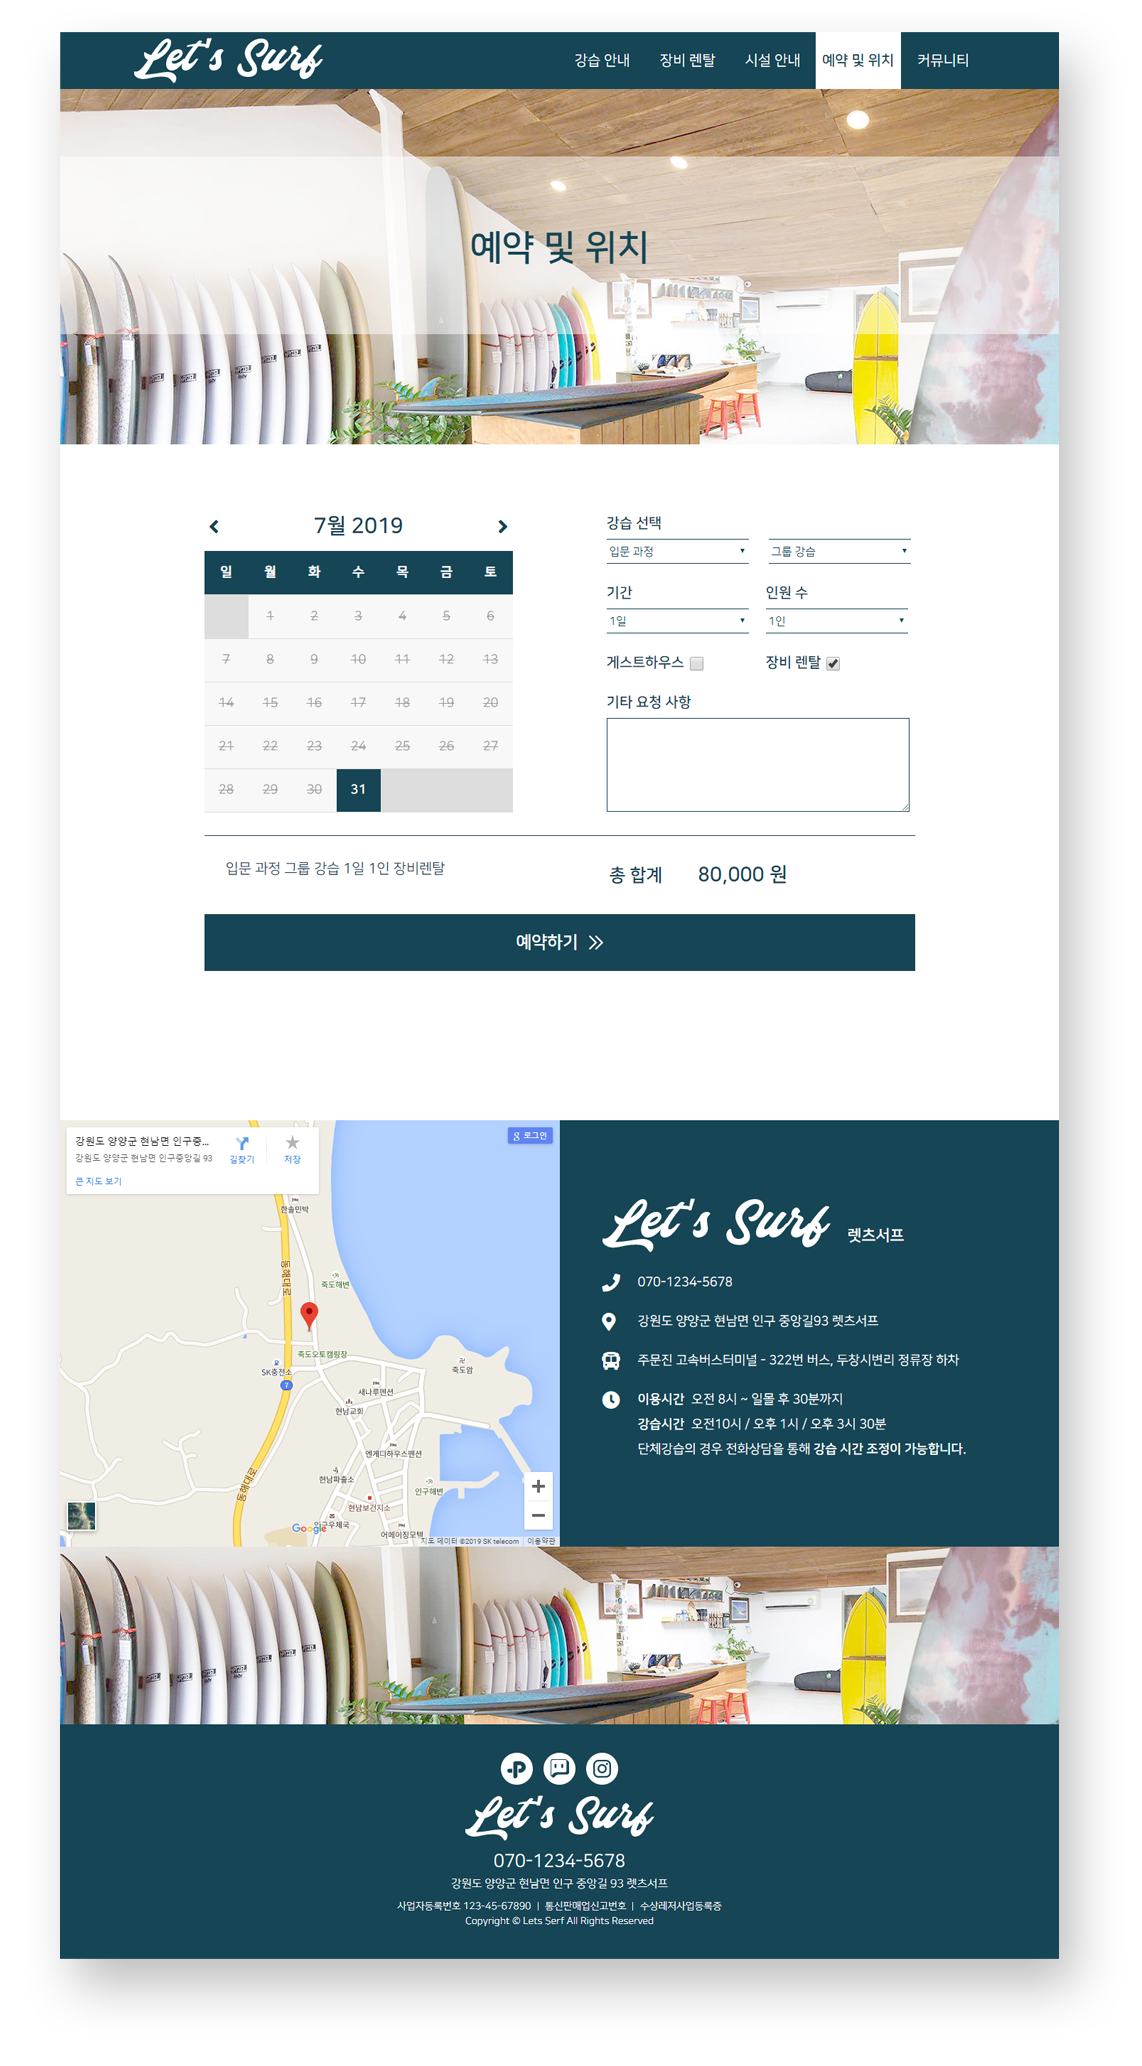 Let's Surf
강습 안내 장비 렌탈 시설 안내 예약 및 위치 커뮤니티
예약 및 위치
7월 2019
일 월 화 수 목 금 토
1 2 3 4 5 6
7 8 9 10 11 12 13
14 15 16 17 18 19 20
21 22 23 24 25 26 27
28 29 30 31
강습 선택
입문 과정 그룹 강습
기간 인원 수
1일 1인
게스트하우스 장비 렌탈
기타 요청 사항
입문 과정 그룹 강습 1일 1인 장비렌탈
총 합계 80,000 원
예약하기
강원도 양양군 현남면 인구중...
강원도 양양군 현남면 인구중앙길 93
길찾기 저장
큰 지도 보기
로그인
한솔민박
동해대로
죽도해변
죽도오토캠핑장
SK충전소
7
죽도암
새나루펜션
현남교회
엔게디하우스펜션
현남파출소
인구해변
동해대로
현남보건지소
인구우체국
어메이징모텔
Google
지도 데이터 ©2019 SK telecom 이용약관
Let's Surf 렛츠서프
070-1234-5678
강원도 양양군 현남면 인구 중앙길93 렛츠서프
주문진 고속버스터미널 - 322번 버스, 두창시변리 정류장 하차
이용시간 오전 8시 ~ 일몰 후 30분까지
강습시간 오전10시 / 오후 1시 / 오후 3시 30분
단체강습의 경우 전화상담을 통해 강습 시간 조정이 가능합니다.
Let's Surf
070-1234-5678
강원도 양양군 현남면 인구 중앙길 93 렛츠서프
사업자등록번호 123-45-67890 | 통신판매업신고번호 | 수상레저사업등록증
Copyright © Lets Serf All Rights Reserved